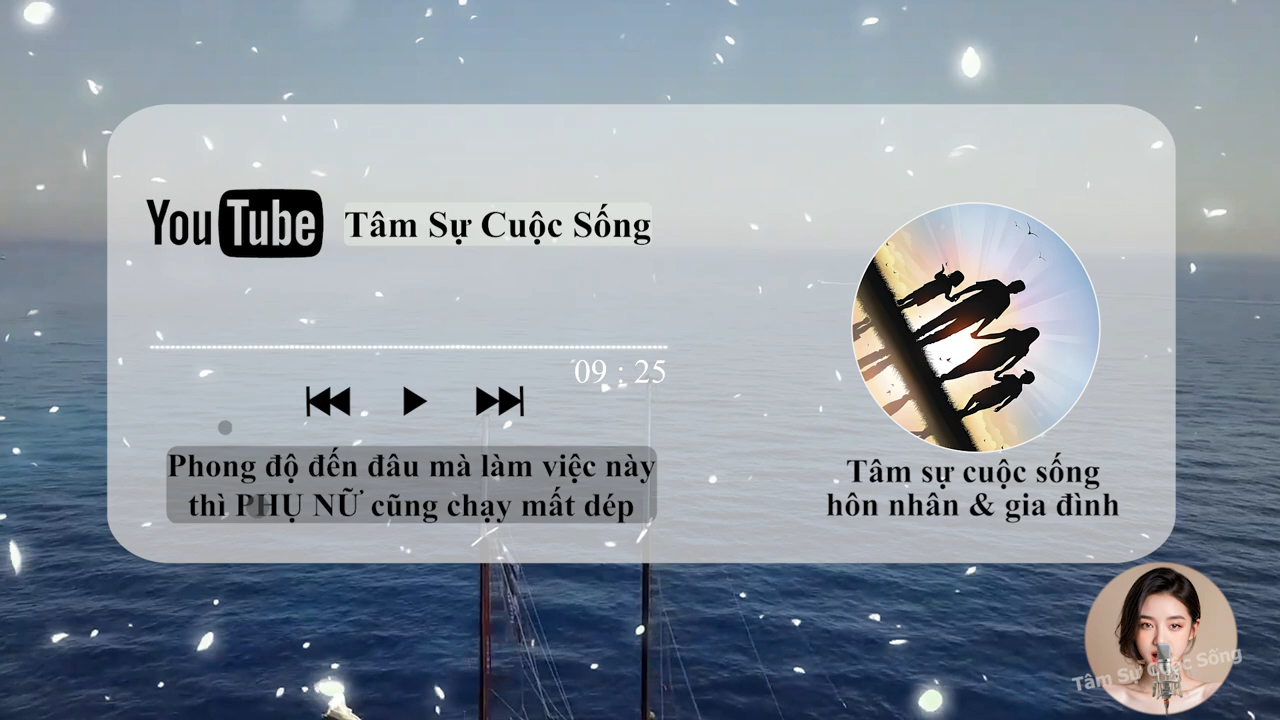 YouTube Tâm Sự Cuộc Sống
09 : 25
Phong độ đến đâu mà làm việc này
thì PHỤ NỮ cũng chạy mất dép
Tâm sự cuộc sống
hôn nhân & gia đình
Tâm Sự Cuộc Sống